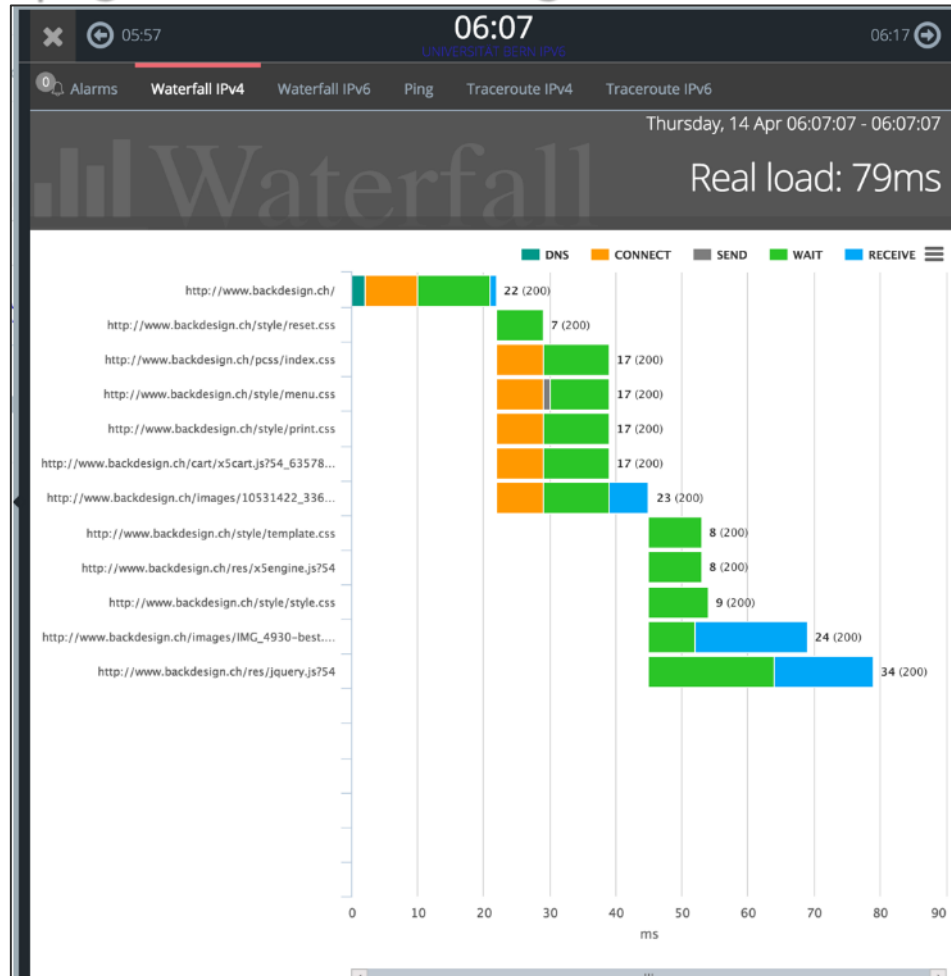 05:57
06:07
06:17
UNIVERSITÄT BERN IPV6
0 Alarms Waterfall IPv4 Waterfall IPv6 Ping Traceroute IPv4 Traceroute IPv6
Thursday, 14 Apr 06:07:07 - 06:07:07
Waterfall
Real load: 79ms
DNS CONNECT SEND WAIT RECEIVE
http://www.backdesign.ch/ 22 (200)
http://www.backdesign.ch/style/reset.css 7 (200)
http://www.backdesign.ch/pcss/index.css 17 (200)
http://www.backdesign.ch/style/menu.css 17 (200)
http://www.backdesign.ch/style/print.css 17 (200)
http://www.backdesign.ch/cart/x5cart.js?54_63578... 17 (200)
http://www.backdesign.ch/images/10531422_336... 23 (200)
http://www.backdesign.ch/style/template.css 8 (200)
http://www.backdesign.ch/res/x5engine.js?54 8 (200)
http://www.backdesign.ch/style/style.css 9 (200)
http://www.backdesign.ch/images/IMG_4930-best.... 24 (200)
http://www.backdesign.ch/res/jquery.js?54 34 (200)
0 10 20 30 40 50 60 70 80 90
ms